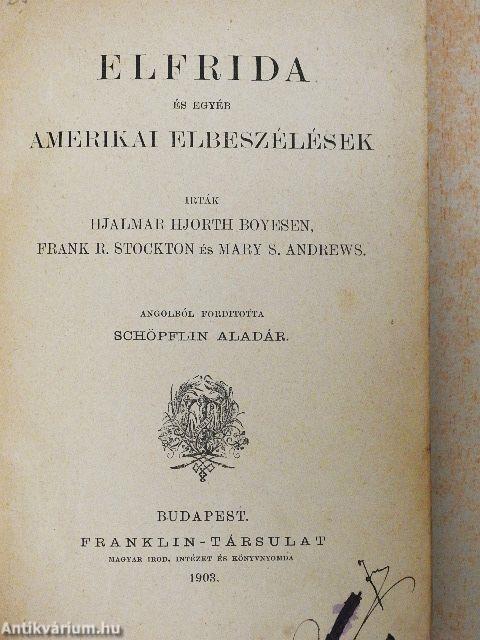 ELFRIDA
ÉS EGYÉB
AMERIKAI ELBESZÉLÉSEK
IRTÁK
HJALMAR HJORTH BOYESEN,
FRANK R. STOCKTON ÉS MARY S. ANDREWS.
ANGOLBÓL FORDITOTTA
SCHÖPFLIN ALADÁR.
BUDAPEST.
FRANKLIN-TÁRSULAT
MAGYAR IROD. INTÉZET ÉS KÖNYVNYOMDA
1903.
Antikvárium.hu